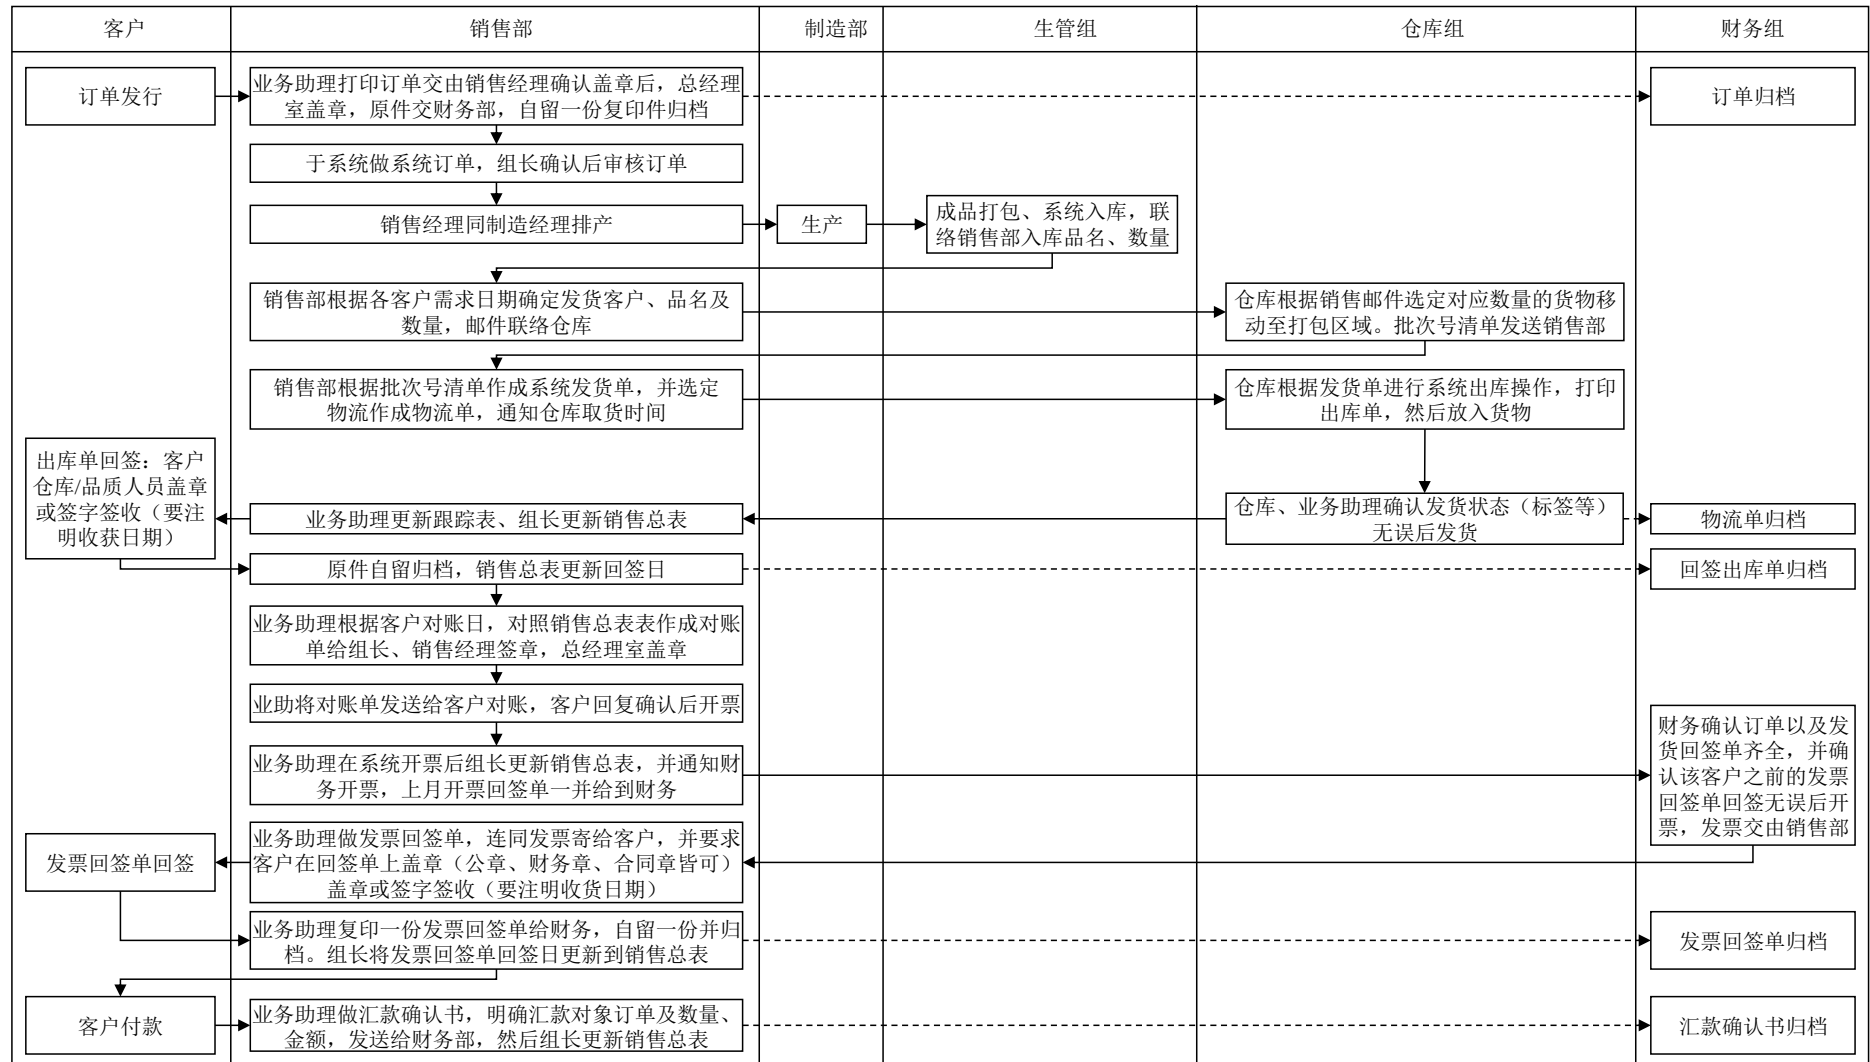 客户
销售部
制造部
生管组
仓库组
财务组
订单发行
业务助理打印订单交由销售经理确认盖章后，总经理
室盖章，原件交财务部，自留一份复印件归档
订单归档
于系统做系统订单，组长确认后审核订单
销售经理同制造经理排产
生产
成品打包、系统入库，联
络销售部入库品名、数量
销售部根据各客户需求日期确定发货客户、品名及
数量，邮件联络仓库
仓库根据销售邮件选定对应数量的货物移
动至打包区域。批次号清单发送销售部
销售部根据批次号清单作成系统发货单，并选定
物流作成物流单，通知仓库取货时间
仓库根据发货单进行系统出库操作，打印
出库单，然后放入货物
出库单回签：客户
仓库/品质人员盖章
或签字签收（要注
明收获日期）
业务助理更新跟踪表、组长更新销售总表
仓库、业务助理确认发货状态（标签等）
无误后发货
物流单归档
原件自留归档，销售总表更新回签日
回签出库单归档
业务助理根据客户对账日，对照销售总表表作成对账
单给组长、销售经理签章，总经理室盖章
业助将对账单发送给客户对账，客户回复确认后开票
业务助理在系统开票后组长更新销售总表，并通知财
务开票，上月开票回签单一并给到财务
财务确认订单以及发
货回签单齐全，并确
认该客户之前的发票
回签单回签无误后开
票，发票交由销售部
发票回签单回签
业务助理做发票回签单，连同发票寄给客户，并要求
客户在回签单上盖章（公章、财务章、合同章皆可）
盖章或签字签收（要注明收货日期）
业务助理复印一份发票回签单给财务，自留一份并归
档。组长将发票回签单回签日更新到销售总表
发票回签单归档
客户付款
业务助理做汇款确认书，明确汇款对象订单及数量、
金额，发送给财务部，然后组长更新销售总表
汇款确认书归档